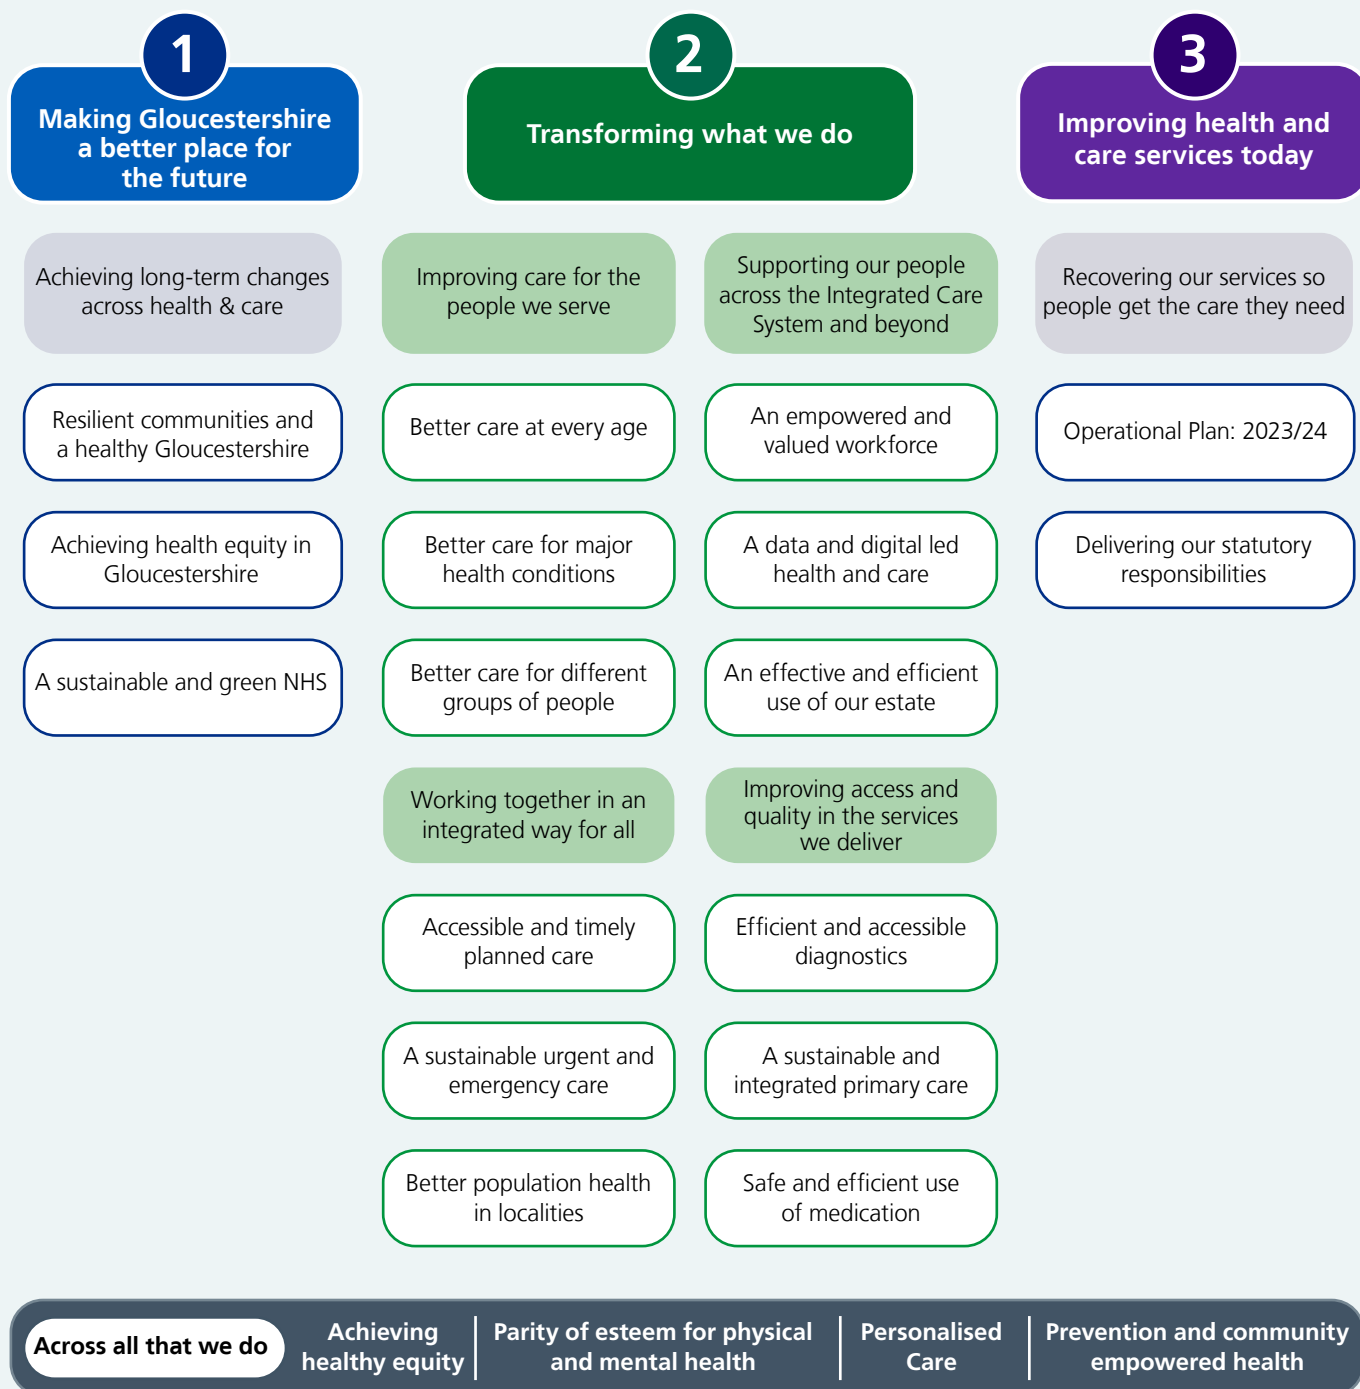 1
Making Gloucestershire
a better place for
the future
Achieving long-term changes
across health & care
Resilient communities and
a healthy Gloucestershire
Achieving health equity in
Gloucestershire
A sustainable and green NHS
2
Transforming what we do
Improving care for the
people we serve
Better care at every age
Better care for major
health conditions
Better care for different
groups of people
Working together in an
integrated way for all
Accessible and timely
planned care
A sustainable urgent and
emergency care
Better population health
in localities
Supporting our people
across the Integrated Care
System and beyond
An empowered and
valued workforce
A data and digital led
health and care
An effective and efficient
use of our estate
Improving access and
quality in the services
we deliver
Efficient and accessible
diagnostics
A sustainable and
integrated primary care
Safe and efficient use
of medication
3
Improving health and
care services today
Recovering our services so
people get the care they need
Operational Plan: 2023/24
Delivering our statutory
responsibilities
Across all that we do
Achieving
healthy equity
Parity of esteem for physical
and mental health
Personalised
Care
Prevention and community
empowered health